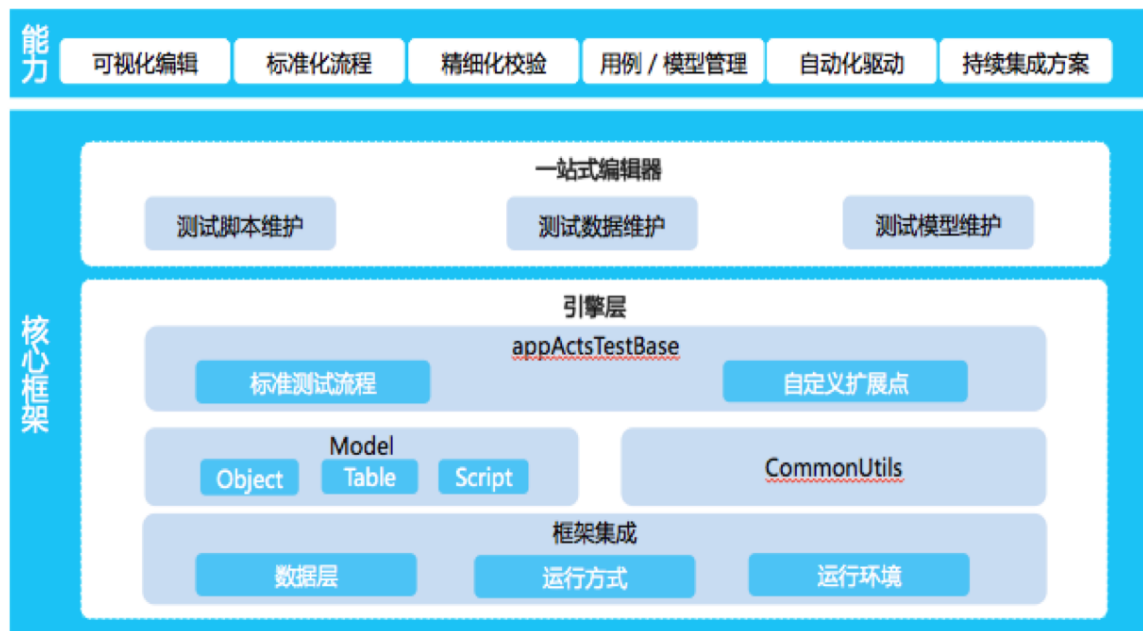 能力
可视化编辑
标准化流程
精细化校验
用例 / 模型管理
自动化驱动
持续集成方案
核心框架
一站式编辑器
测试脚本维护
测试数据维护
测试模型维护
引擎层
appActsTestBase
标准测试流程
自定义扩展点
Model
Object
Table
Script
CommonUtils
框架集成
数据层
运行方式
运行环境